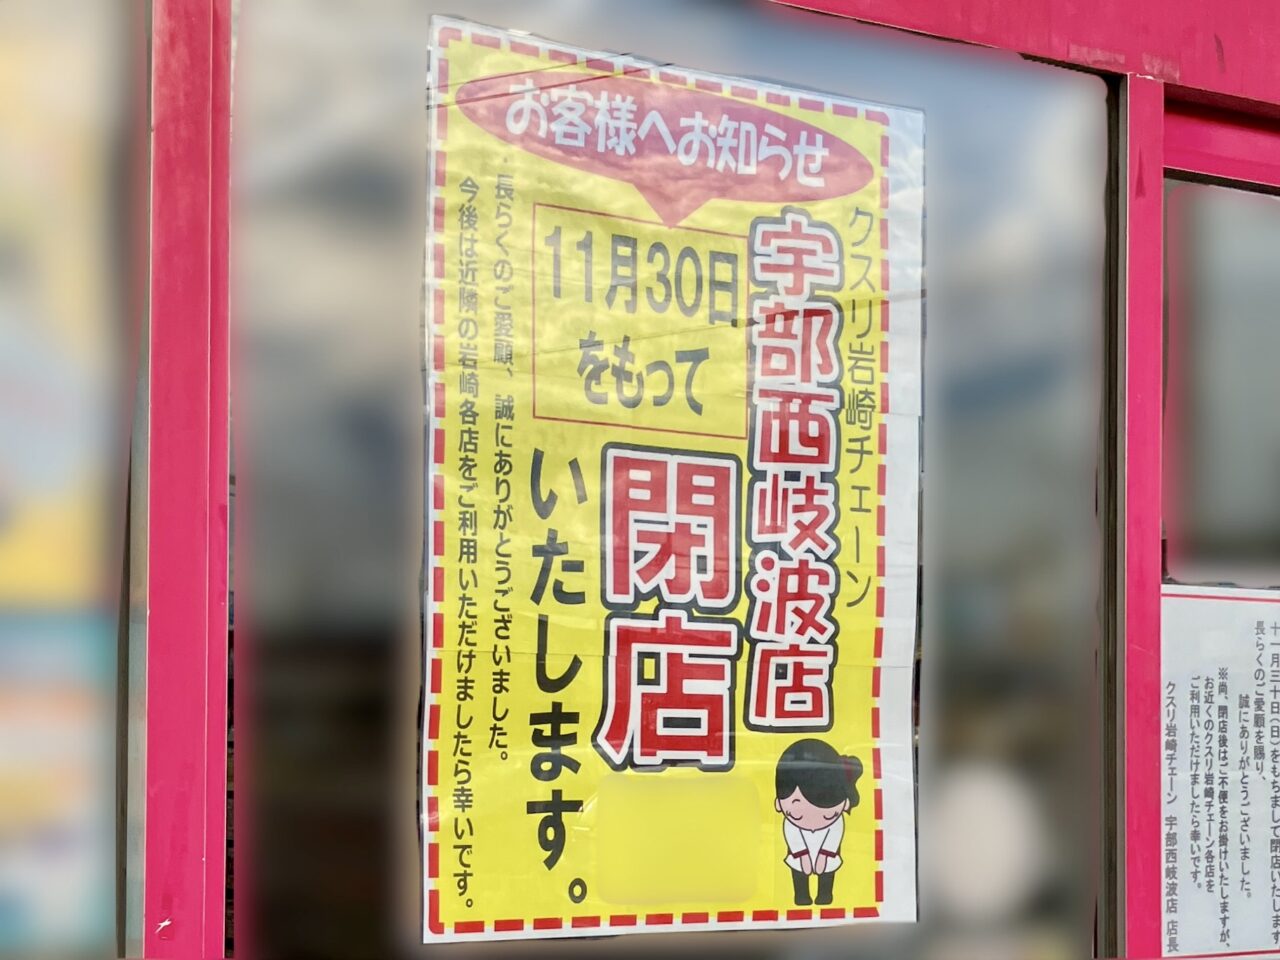 お客様へお知らせ
クスリ岩崎チェーン
宇部西岐波店
11月30日
をもって
閉店
いたします。
・長らくのご愛顧、誠にありがとうございました。
今後は近隣の岩崎各店をご利用いただけましたら幸いです。
十一月三十日(日)をもちまして閉店いたします
長らくのご愛顧を賜り、
誠にありがとうございました。
※尚、閉店後はご不便をお掛けいたしますが、
お近くのクスリ岩崎チェーン各店を
ご利用いただけましたら幸いです。
クスリ岩崎チェーン 宇部西岐波店 店長